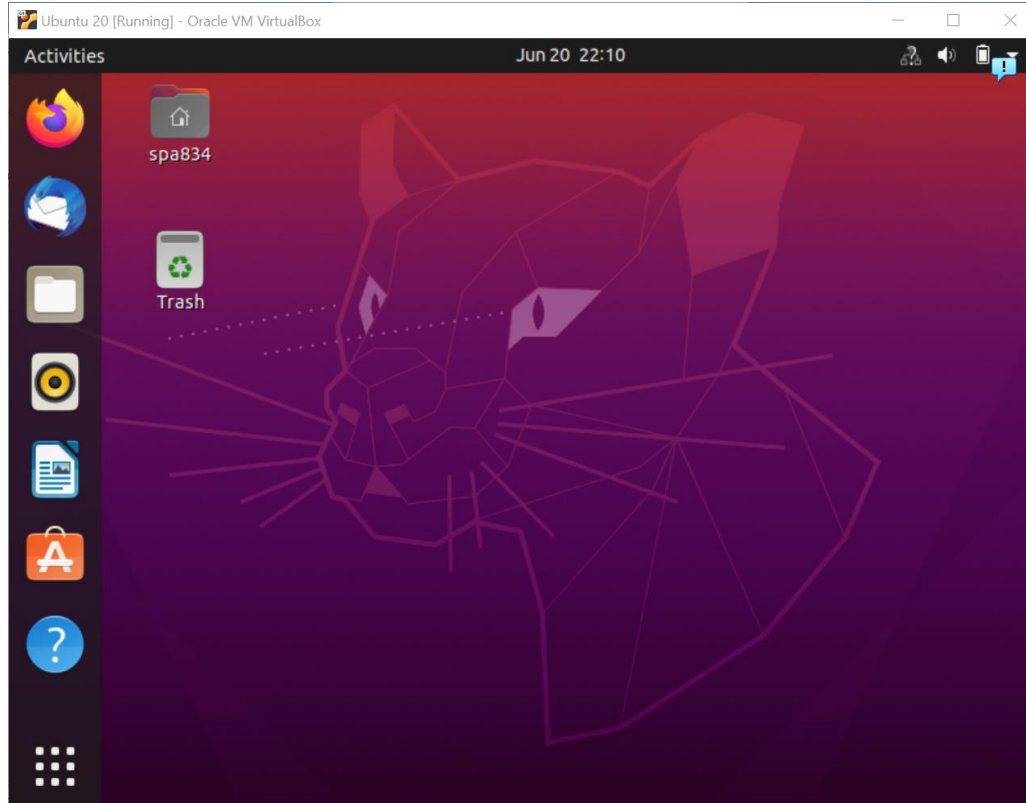 Ubuntu 20 [Running] - Oracle VM VirtualBox
Activities
Jun 20 22:10
spa834
Trash